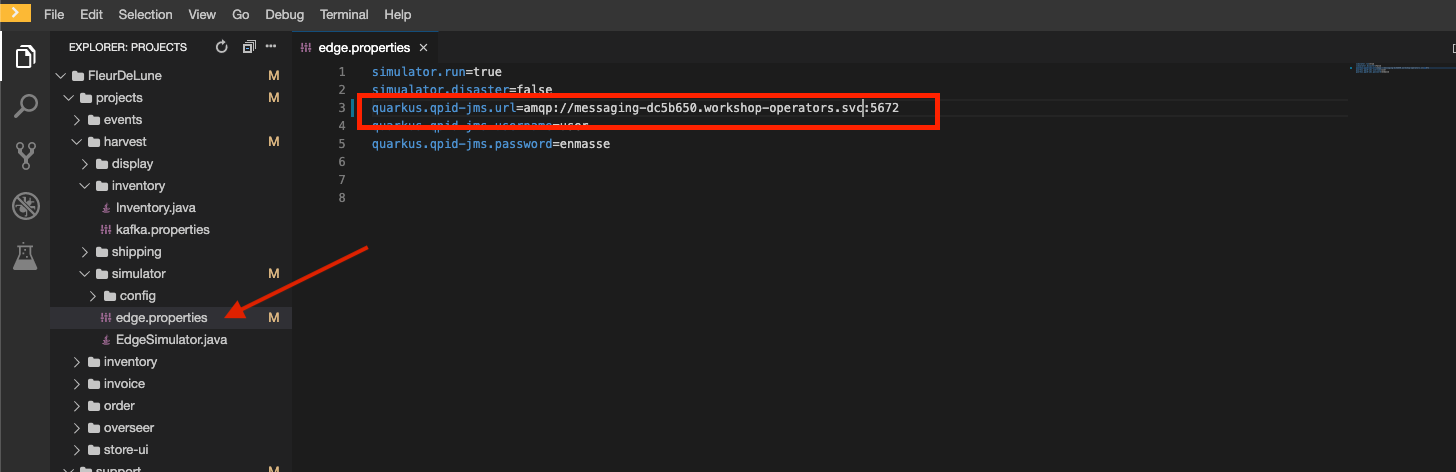 File Edit Selection View Go Debug Terminal Help
EXPLORER: PROJECTS
FleurDeLune M
projects M
events
harvest M
display
inventory
Inventory.java
kafka.properties
shipping
simulator M
config
edge.properties M
EdgeSimulator.java
inventory
invoice
order
overseer
store-ui
support M
edge.properties
1 simulator.run=true
2 simualator.disaster=false
3 quarkus.qpid-jms.url=amqp://messaging-dc5b650.workshop-operators.svc:5672
4 quarkus.qpid-jms.username=user
5 quarkus.qpid-jms.password=enmasse
6
7
8